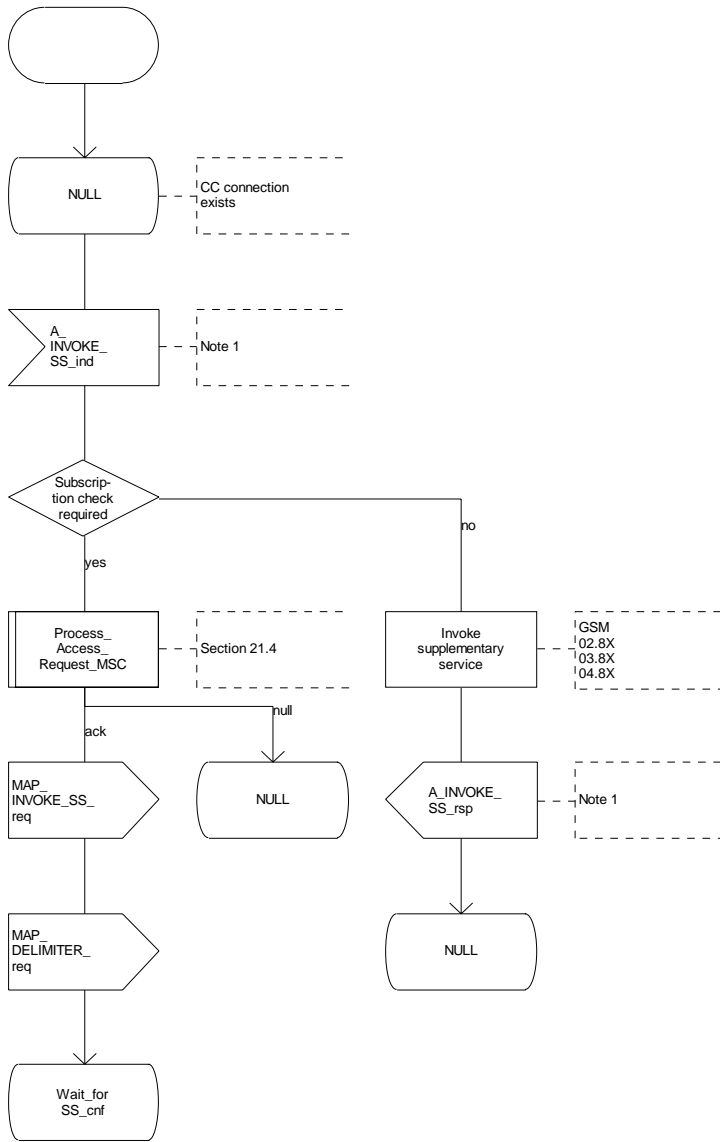 NULL
CC connection
exists
A_
INVOKE_
SS_ind
Note 1
Subscrip-
tion check
required
no
yes
Process_
Access_
Request_MSC
Section 21.4
Invoke
supplementary
service
GSM
02.8X
03.8X
04.8X
null
ack
MAP_
INVOKE_SS_
req
NULL
A_INVOKE_
SS_rsp
Note 1
MAP_
DELIMITER_
req
NULL
Wait_for
SS_cnf